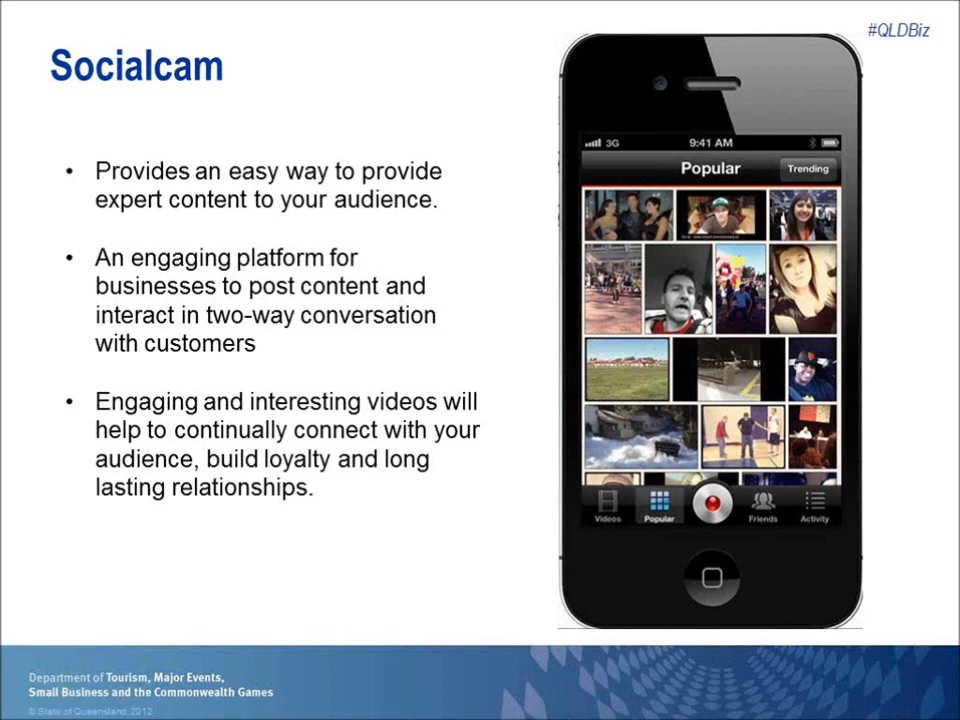 #QLDBiz
Socialcam
• Provides an easy way to provide
expert content to your audience.
• An engaging platform for
businesses to post content and
interact in two-way conversation
with customers
• Engaging and interesting videos will
help to continually connect with your
audience, build loyalty and long
lasting relationships.
3G 9:41 AM
Popular Trending
Videos Popular Friends Activity
Department of Tourism, Major Events,
Small Business and the Commonwealth Games
© State of Queensland, 2012